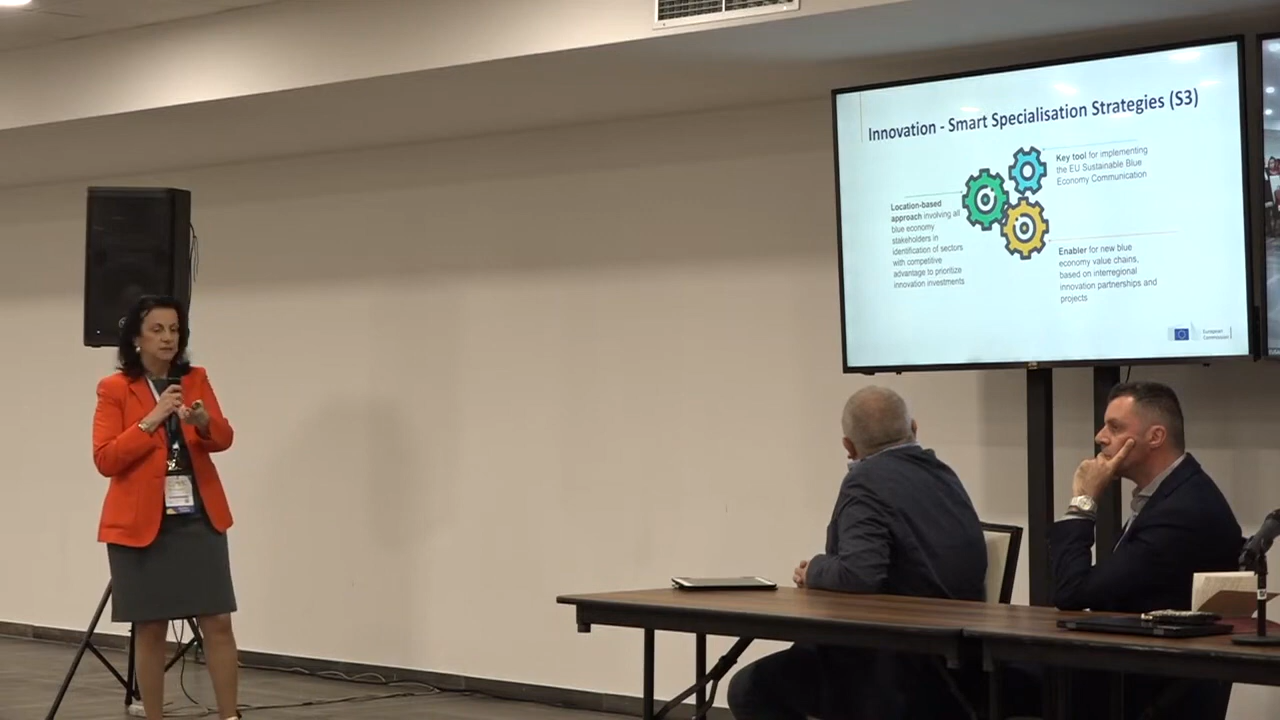 Innovation - Smart Specialisation Strategies (S3)
Key tool for implementing
the EU Sustainable Blue
Economy Communication
Location-based
approach involving all
blue economy
stakeholders in
identification of sectors
with competitive
advantage to prioritize
innovation investments
Enabler for new blue
economy value chains,
based on interregional
innovation partnerships and
projects
European
Commission